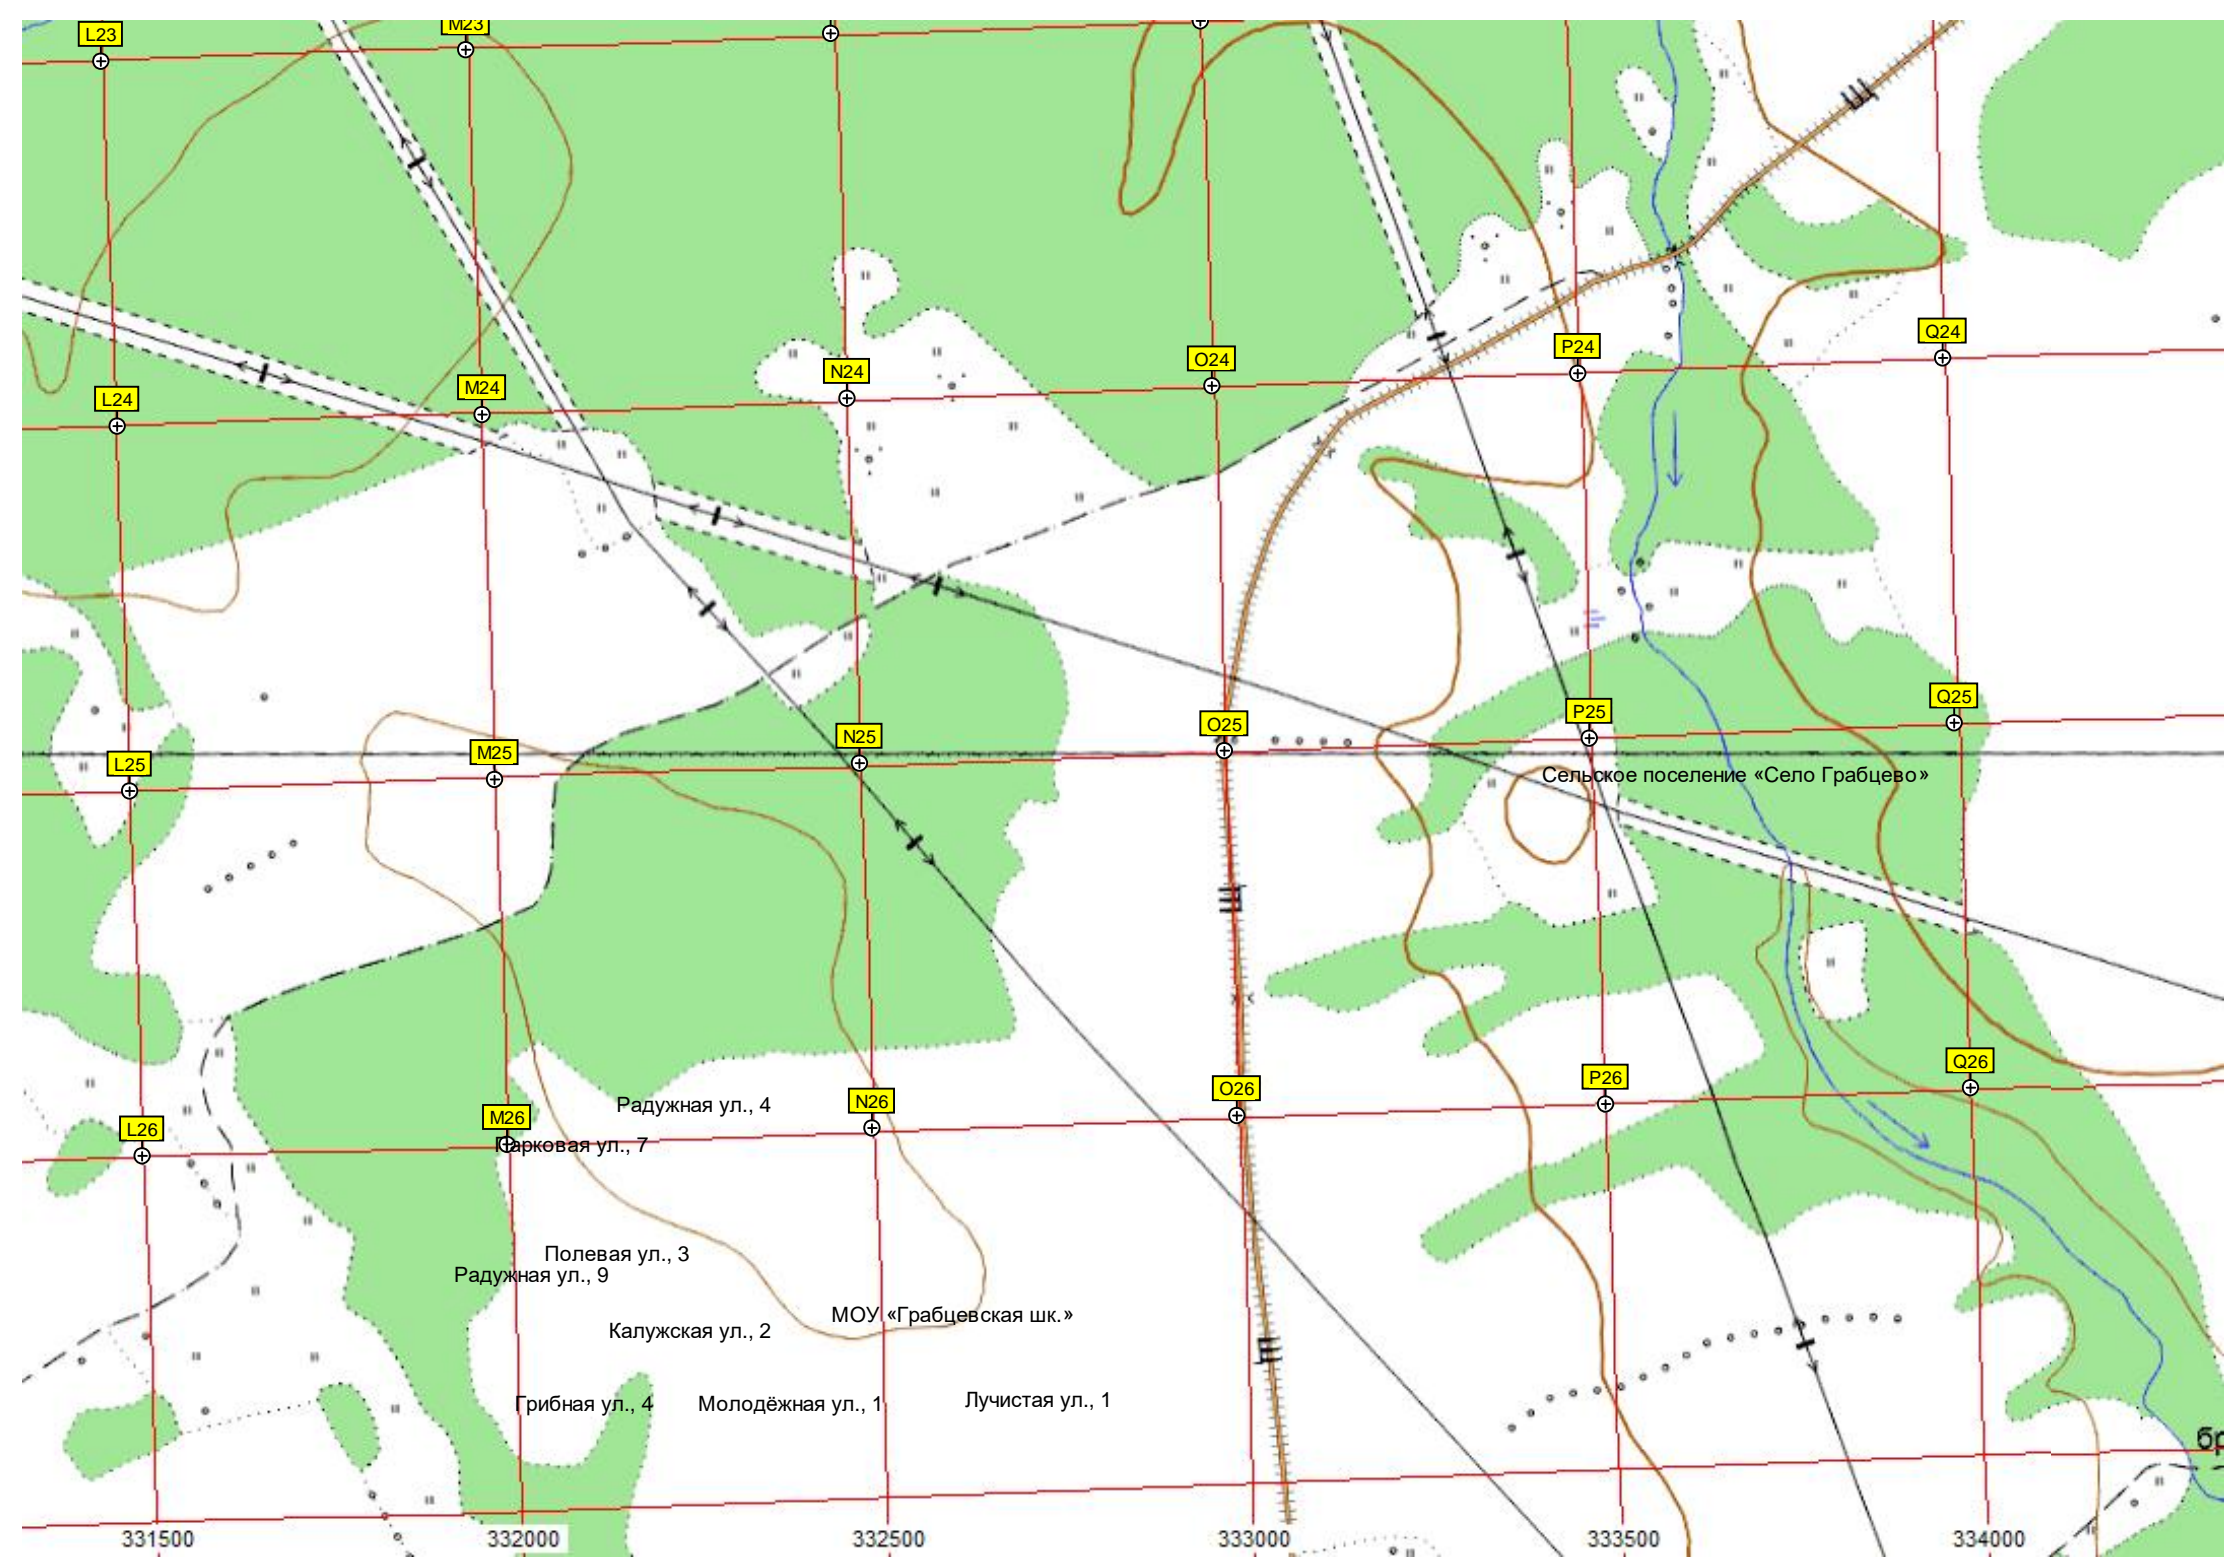 L23
M23
L24
M24
N24
O24
P24
Q24
L25
M25
N25
O25
P25
Q25
Сельское поселение «Село Грабцево»
L26
M26
N26
O26
P26
Q26
Радужная ул., 4
Парковая ул., 7
Полевая ул., 3
Радужная ул., 9
МОУ «Грабцевская шк.»
Калужская ул., 2
Грибная ул., 4
Молодёжная ул., 1
Лучистая ул., 1
бр
331500
332000
332500
333000
333500
334000